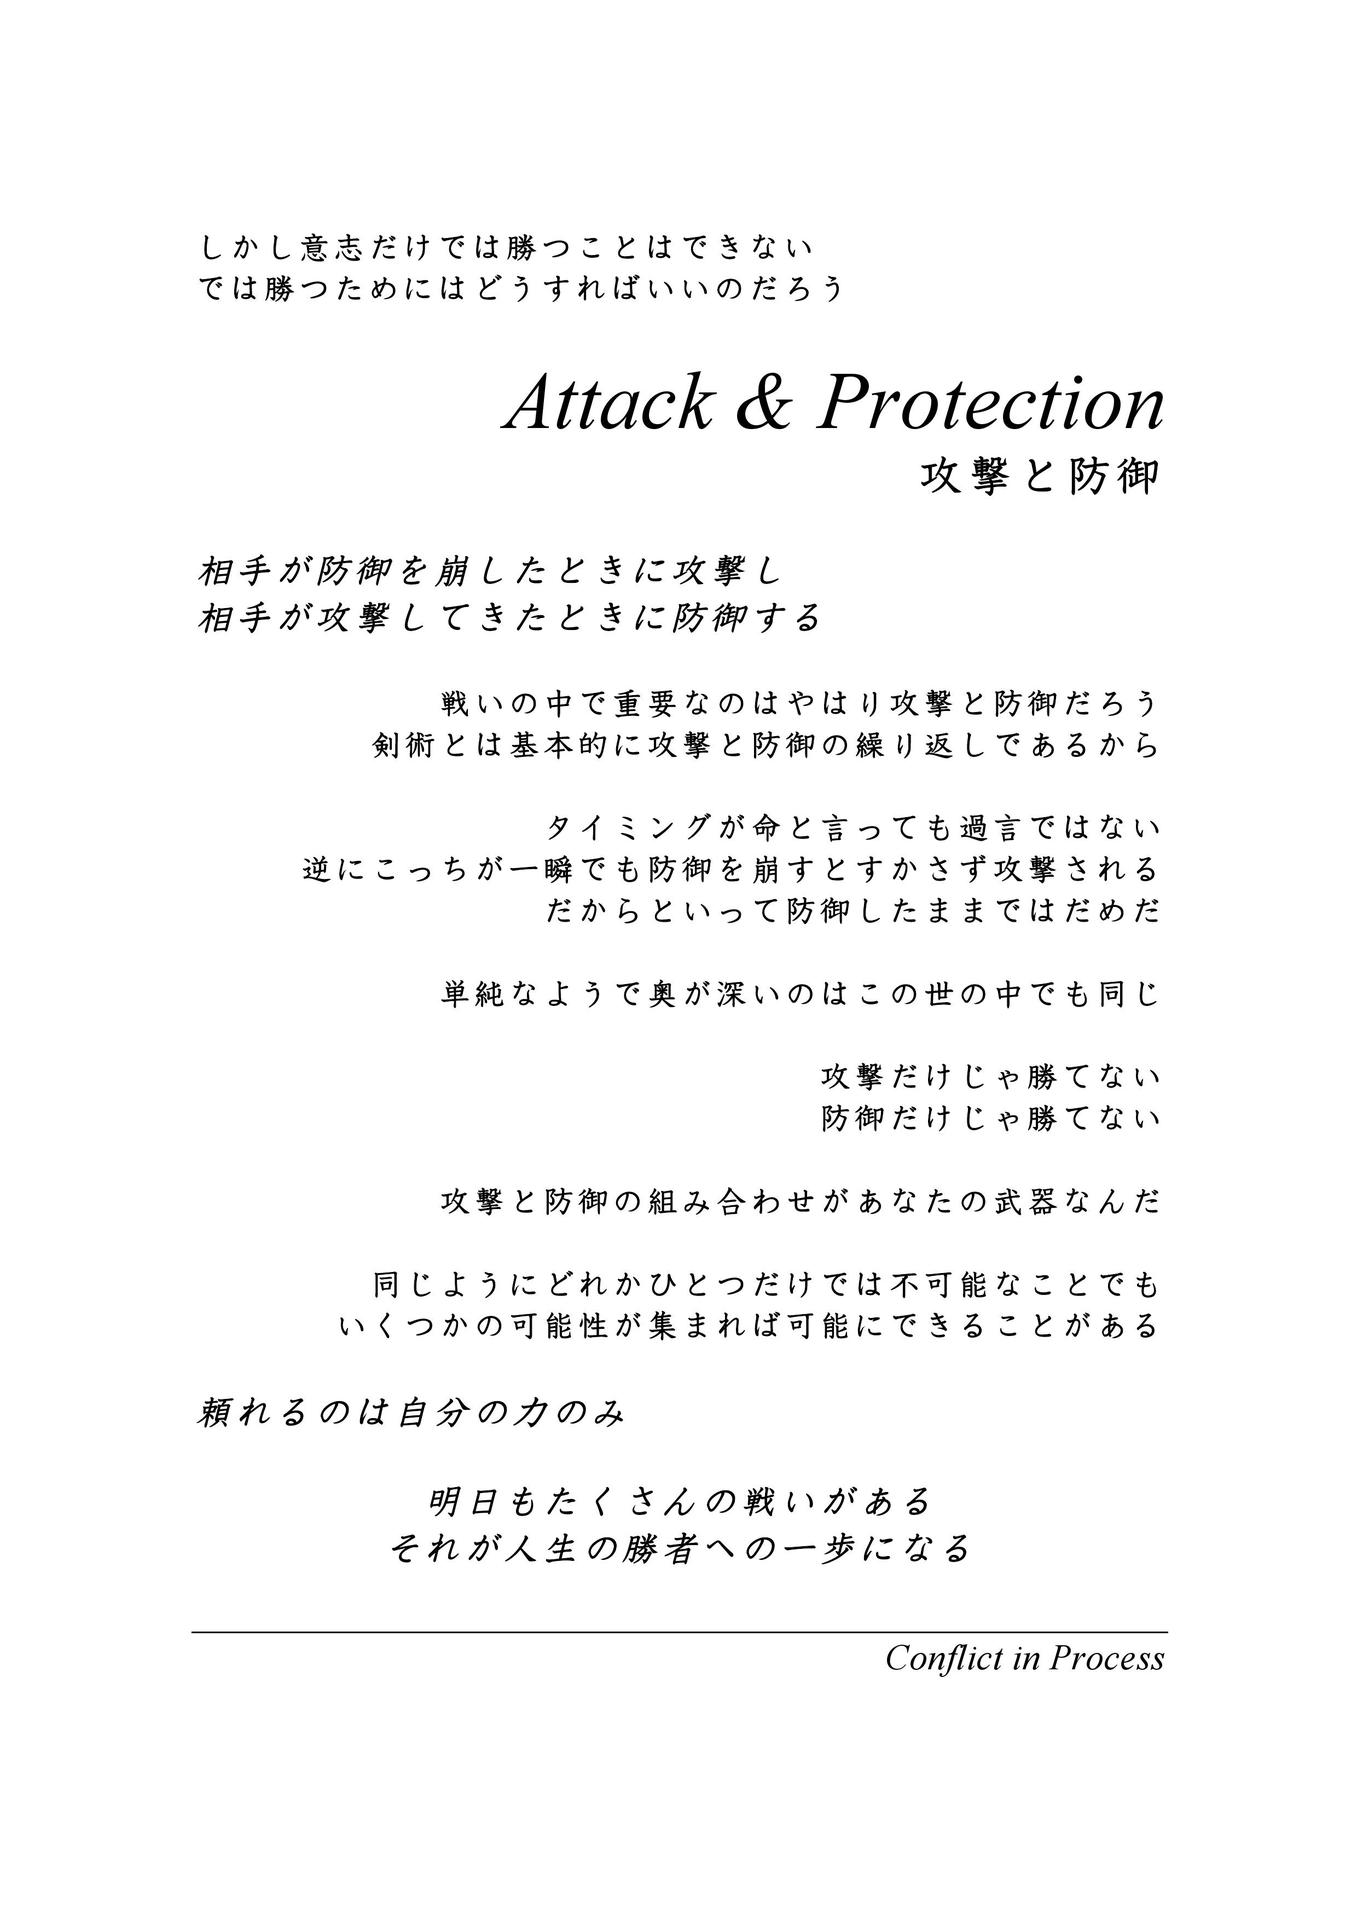 しかし意志だけでは勝つことはできない
では勝つためにはどうすればいいのだろう
Attack & Protection
攻撃と防御
相手が防御を崩したときに攻撃し
相手が攻撃してきたときに防御する
戦いの中で重要なのはやはり攻撃と防御だろう
剣術とは基本的に攻撃と防御の繰り返しであるから
タイミングが命と言っても過言ではない
逆にこっちが一瞬でも防御を崩すとすかさず攻撃される
だからといって防御したままではだめだ
単純なようで奥が深いのはこの世の中でも同じ
攻撃だけじゃ勝てない
防御だけじゃ勝てない
攻撃と防御の組み合わせがあなたの武器なんだ
同じようにどれかひとつだけでは不可能なことでも
いくつかの可能性が集まれば可能にできることがある
頼れるのは自分の力のみ
明日もたくさんの戦いがある
それが人生の勝者への一歩になる
Conflict in Process